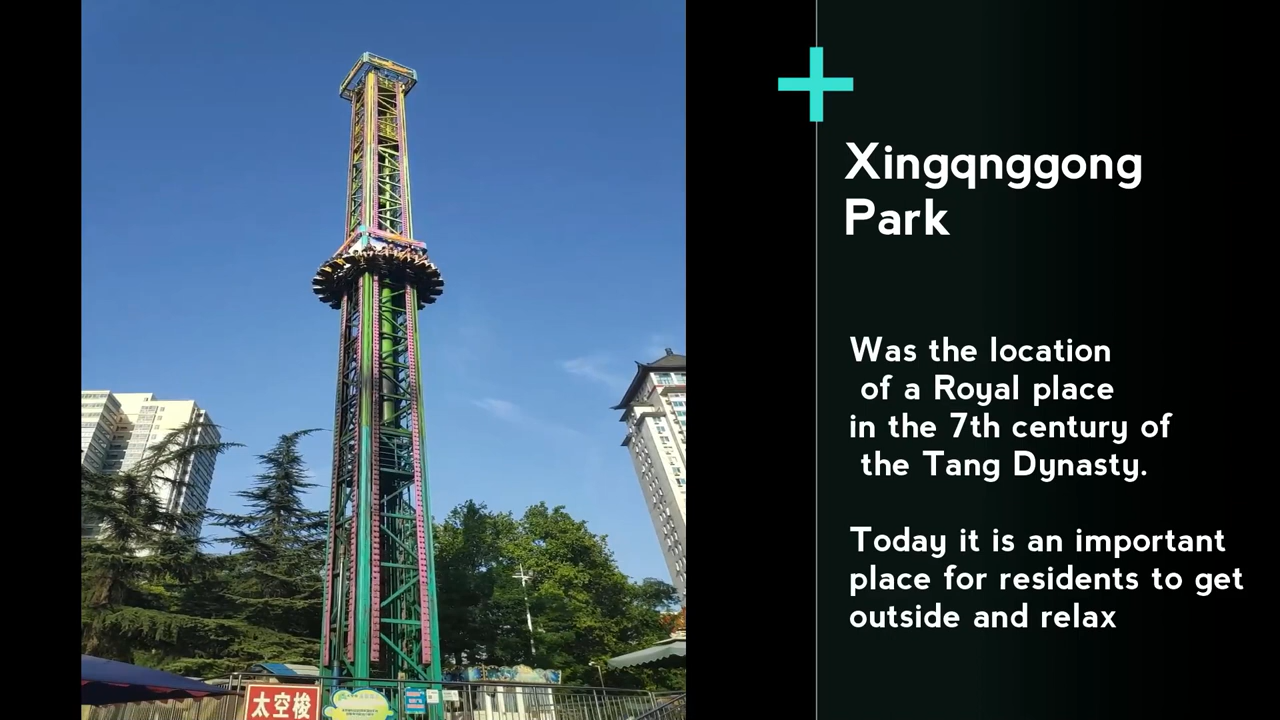 Xingqnggong
Park
Was the location
of a Royal place
in the 7th century of
the Tang Dynasty.
Today it is an important
place for residents to get
outside and relax
太空梭